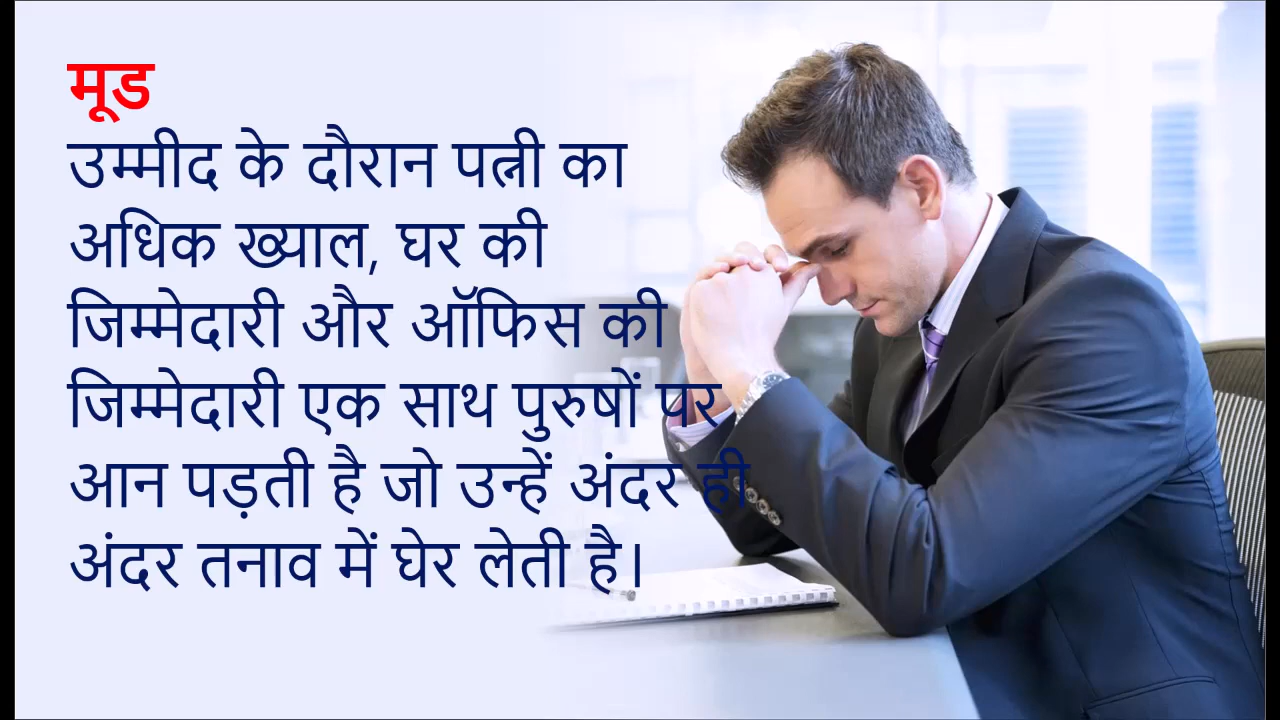 मूड
उम्मीद के दौरान पत्नी का
अधिक ख्याल, घर की
जिम्मेदारी और ऑफिस की
जिम्मेदारी एक साथ पुरुषों पर
आन पड़ती है जो उन्हें अंदर ही
अंदर तनाव में घेर लेती है।